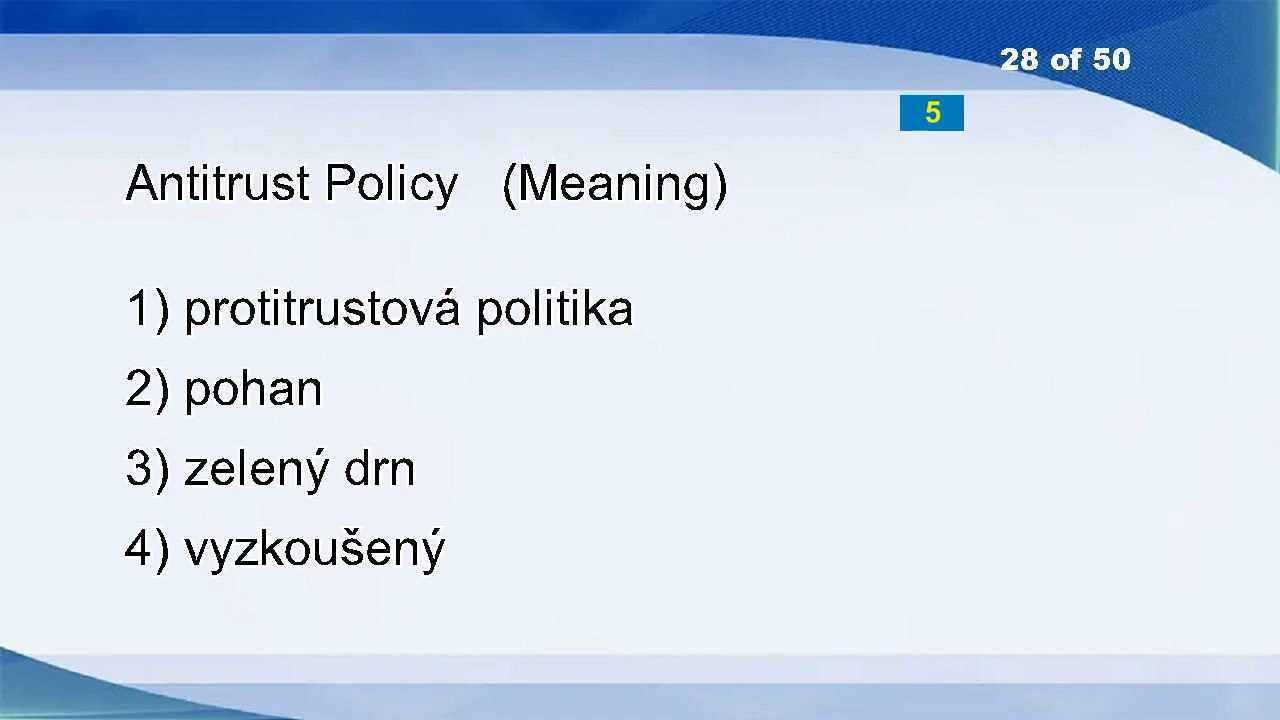 28 of 50
5
Antitrust Policy (Meaning)
1) protitrustová politika
2) pohan
3) zelený drn
4) vyzkoušený